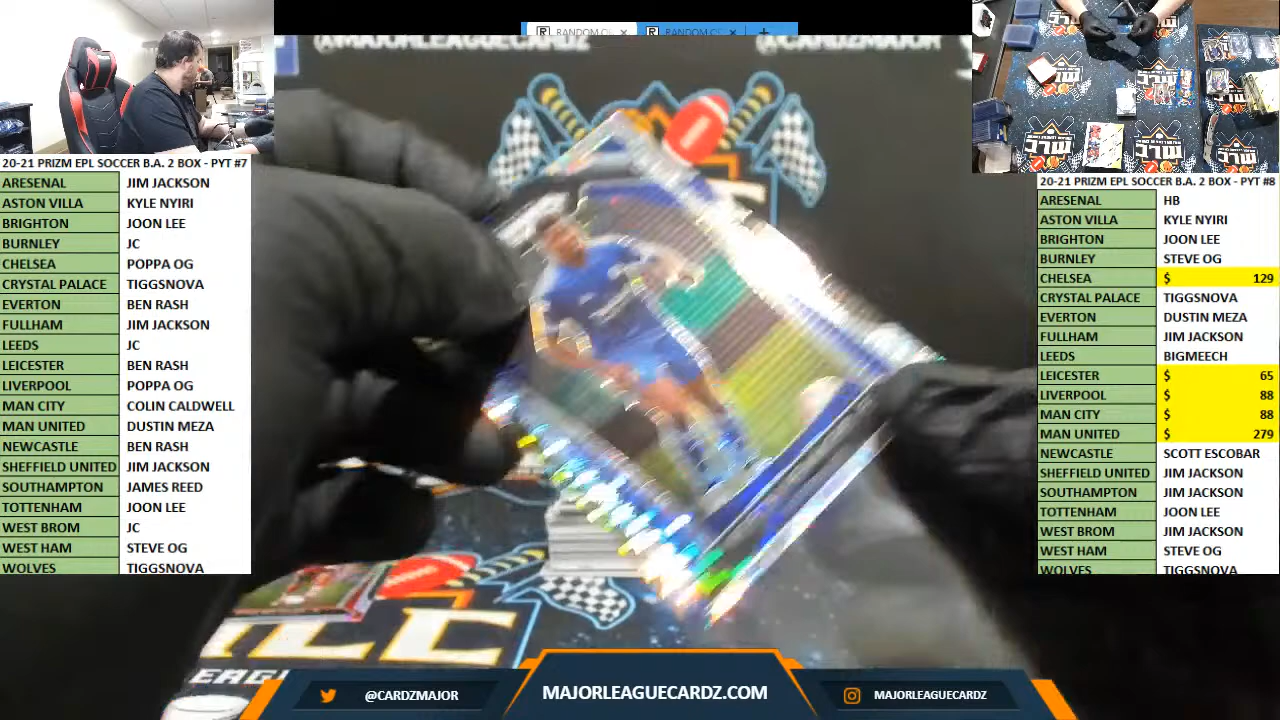 RANDOM
RANDOM
@MAJORLEAGUECARDZ
@CARDZMAJOR
20-21 PRIZM EPL SOCCER B.A. 2 BOX - PYT #7
ARESENAL JIM JACKSON
ASTON VILLA KYLE NYIRI
BRIGHTON JOON LEE
BURNLEY JC
CHELSEA POPPA OG
CRYSTAL PALACE TIGGSNOVA
EVERTON BEN RASH
FULLHAM JIM JACKSON
LEEDS JC
LEICESTER BEN RASH
LIVERPOOL POPPA OG
MAN CITY COLIN CALDWELL
MAN UNITED DUSTIN MEZA
NEWCASTLE BEN RASH
SHEFFIELD UNITED JIM JACKSON
SOUTHAMPTON JAMES REED
TOTTENHAM JOON LEE
WEST BROM JC
WEST HAM STEVE OG
WOLVES TIGGSNOVA
20-21 PRIZM EPL SOCCER B.A. 2 BOX - PYT #8
ARESENAL HB
ASTON VILLA KYLE NYIRI
BRIGHTON JOON LEE
BURNLEY STEVE OG
CHELSEA $ 129
CRYSTAL PALACE TIGGSNOVA
EVERTON DUSTIN MEZA
FULLHAM JIM JACKSON
LEEDS BIGMEECH
LEICESTER $ 65
LIVERPOOL $ 88
MAN CITY $ 88
MAN UNITED $ 279
NEWCASTLE SCOTT ESCOBAR
SHEFFIELD UNITED JIM JACKSON
SOUTHAMPTON JIM JACKSON
TOTTENHAM JOON LEE
WEST BROM JIM JACKSON
WEST HAM STEVE OG
WOLVES TIGGSNOVA
MLC
@CARDZMAJOR
MAJORLEAGUECARDZ.COM
MAJORLEAGUECARDZ